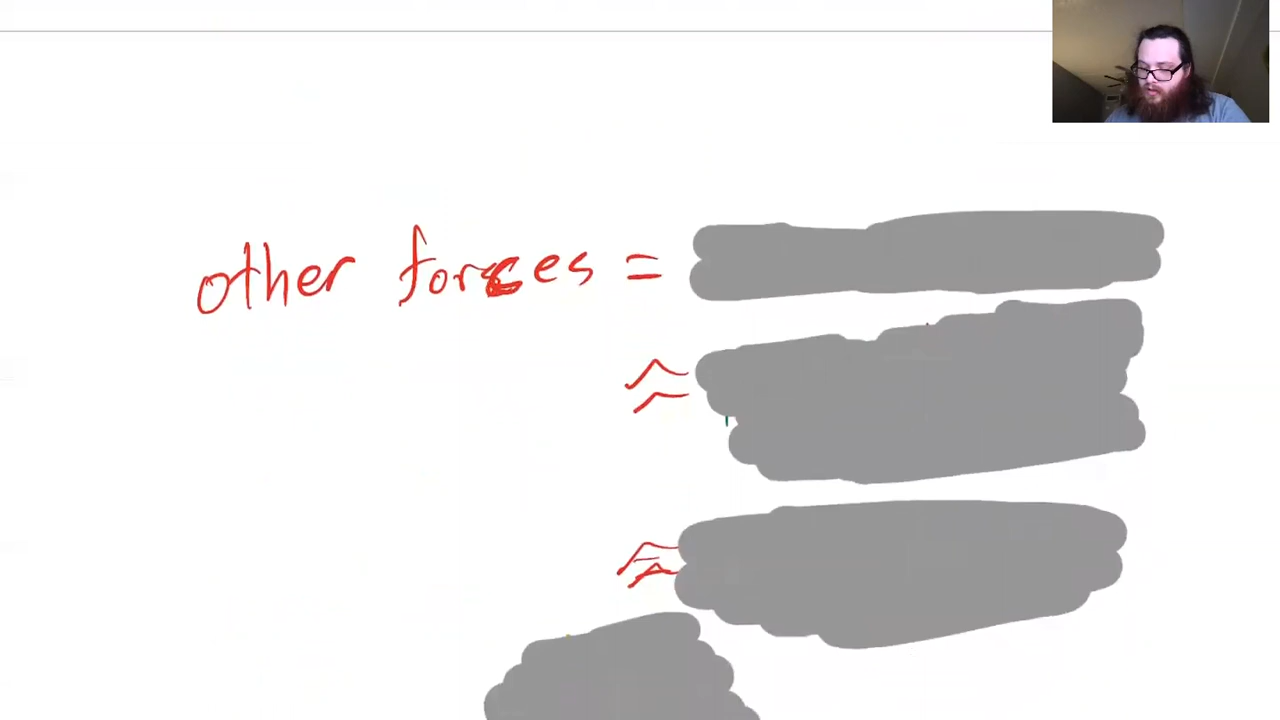 other forces =
≈
≈